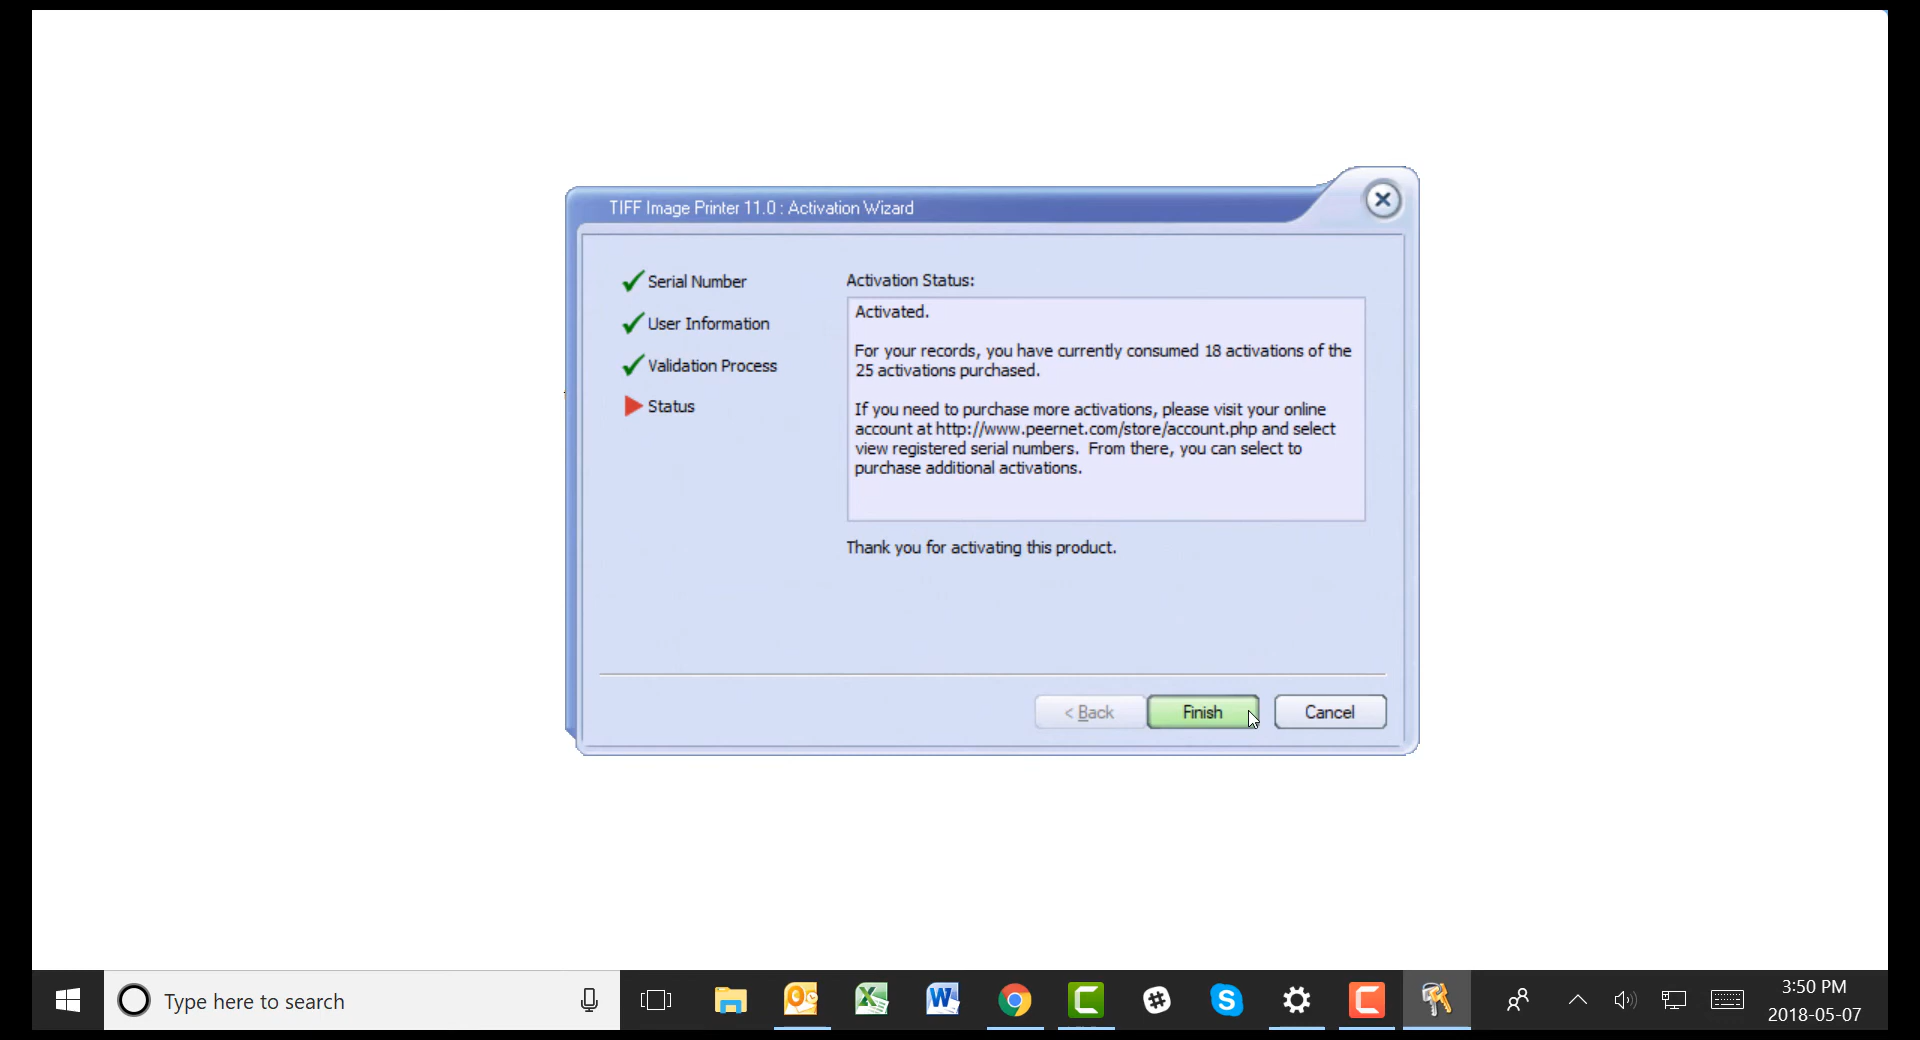 TIFF Image Printer 11.0 : Activation Wizard
Serial Number
User Information
Validation Process
Status
Activation Status:
Activated.
For your records, you have currently consumed 18 activations of the
25 activations purchased.
If you need to purchase more activations, please visit your online
account at http://www.peernet.com/store/account.php and select
view registered serial numbers. From there, you can select to
purchase additional activations.
Thank you for activating this product.
< Back
Finish
Cancel
Type here to search
3:50 PM
2018-05-07